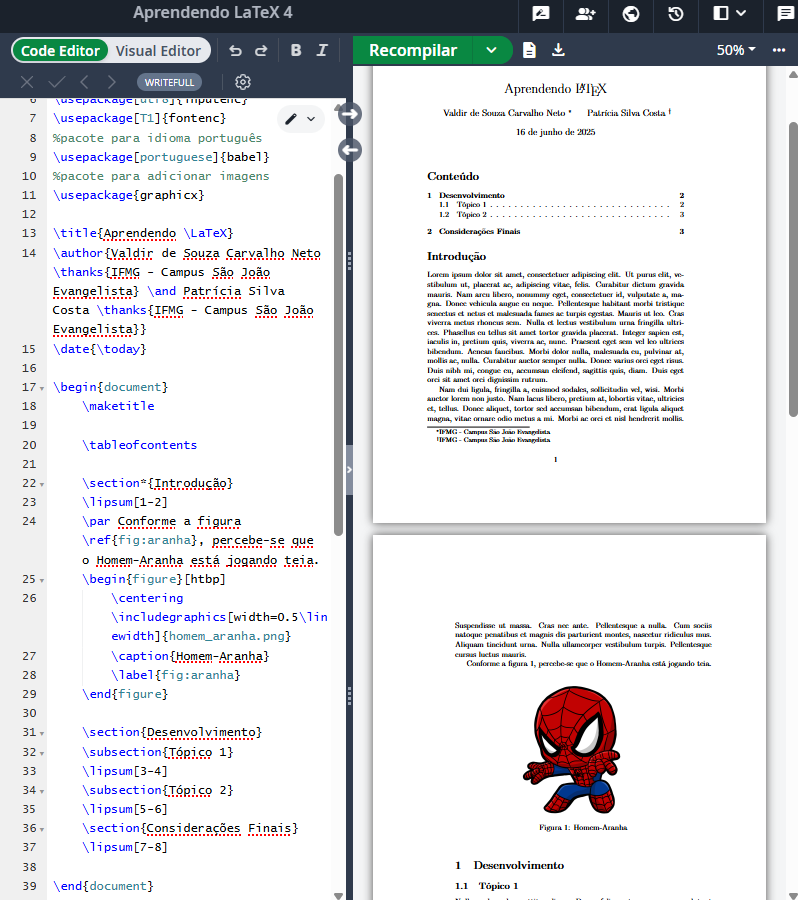 Aprendendo LaTeX 4
Code Editor
Visual Editor
B
I
Recompilar
50%
WRITEFULL
6 \usepackage[utf8]{inputenc}
7 \usepackage[T1]{fontenc}
8 %pacote para idioma português
9 \usepackage[portuguese]{babel}
10 %pacote para adicionar imagens
11 \usepackage{graphicx}
12
13 \title{Aprendendo \LaTeX}
14 \author{Valdir de Souza Carvalho Neto
\thanks{IFMG - Campus São João
Evangelista} \and Patrícia Silva
Costa \thanks{IFMG - Campus São João
Evangelista}}
15 \date{\today}
16
17 \begin{document}
18 \maketitle
19
20 \tableofcontents
21
22 \section*{Introdução}
23 \lipsum[1-2]
24 \par Conforme a figura
\ref{fig:aranha}, percebe-se que
o Homem-Aranha está jogando teia.
25 \begin{figure}[htbp]
26 \centering
\includegraphics[width=0.5\lin
ewidth]{homem_aranha.png}
27 \caption{Homem-Aranha}
28 \label{fig:aranha}
29 \end{figure}
30
31 \section{Desenvolvimento}
32 \subsection{Tópico 1}
33 \lipsum[3-4]
34 \subsection{Tópico 2}
35 \lipsum[5-6]
36 \section{Considerações Finais}
37 \lipsum[7-8]
38
39 \end{document}
Aprendendo LATEX
Valdir de Souza Carvalho Neto * Patrícia Silva Costa †
16 de junho de 2025
Conteúdo
1 Desenvolvimento 2
1.1 Tópico 1 . . . . . . . . . . . . . . . . . . . . . . . . . . . . . . 2
1.2 Tópico 2 . . . . . . . . . . . . . . . . . . . . . . . . . . . . . . 3
2 Considerações Finais 3
Introdução
Lorem ipsum dolor sit amet, consectetuer adipiscing elit. Ut purus elit, ve-
stibulum ut, placerat ac, adipiscing vitae, felis. Curabitur dictum gravida
mauris. Nam arcu libero, nonummy eget, consectetuer id, vulputate a, ma-
gna. Donec vehicula augue eu neque. Pellentesque habitant morbi tristique
senectus et netus et malesuada fames ac turpis egestas. Mauris ut leo. Cras
viverra metus rhoncus sem. Nulla et lectus vestibulum urna fringilla ultri-
ces. Phasellus eu tellus sit amet tortor gravida placerat. Integer sapien est,
iaculis in, pretium quis, viverra ac, nunc. Praesent eget sem vel leo ultrices
bibendum. Aenean faucibus. Morbi dolor nulla, malesuada eu, pulvinar at,
mollis ac, nulla. Curabitur auctor semper nulla. Donec varius orci eget risus.
Duis nibh mi, congue eu, accumsan eleifend, sagittis quis, diam. Duis eget
orci sit amet orci dignissim rutrum.
Nam dui ligula, fringilla a, euismod sodales, sollicitudin vel, wisi. Morbi
auctor lorem non justo. Nam lacus libero, pretium at, lobortis vitae, ultricies
et, tellus. Donec aliquet, tortor sed accumsan bibendum, erat ligula aliquet
magna, vitae ornare odio metus a mi. Morbi ac orci et nisl hendrerit mollis.
*IFMG - Campus São João Evangelista
†IFMG - Campus São João Evangelista
1
Suspendisse ut massa. Cras nec ante. Pellentesque a nulla. Cum sociis
natoque penatibus et magnis dis parturient montes, nascetur ridiculus mus.
Aliquam tincidunt urna. Nulla ullamcorper vestibulum turpis. Pellentesque
cursus luctus mauris.
Conforme a figura 1, percebe-se que o Homem-Aranha está jogando teia.
Figura 1: Homem-Aranha
1 Desenvolvimento
1.1 Tópico 1